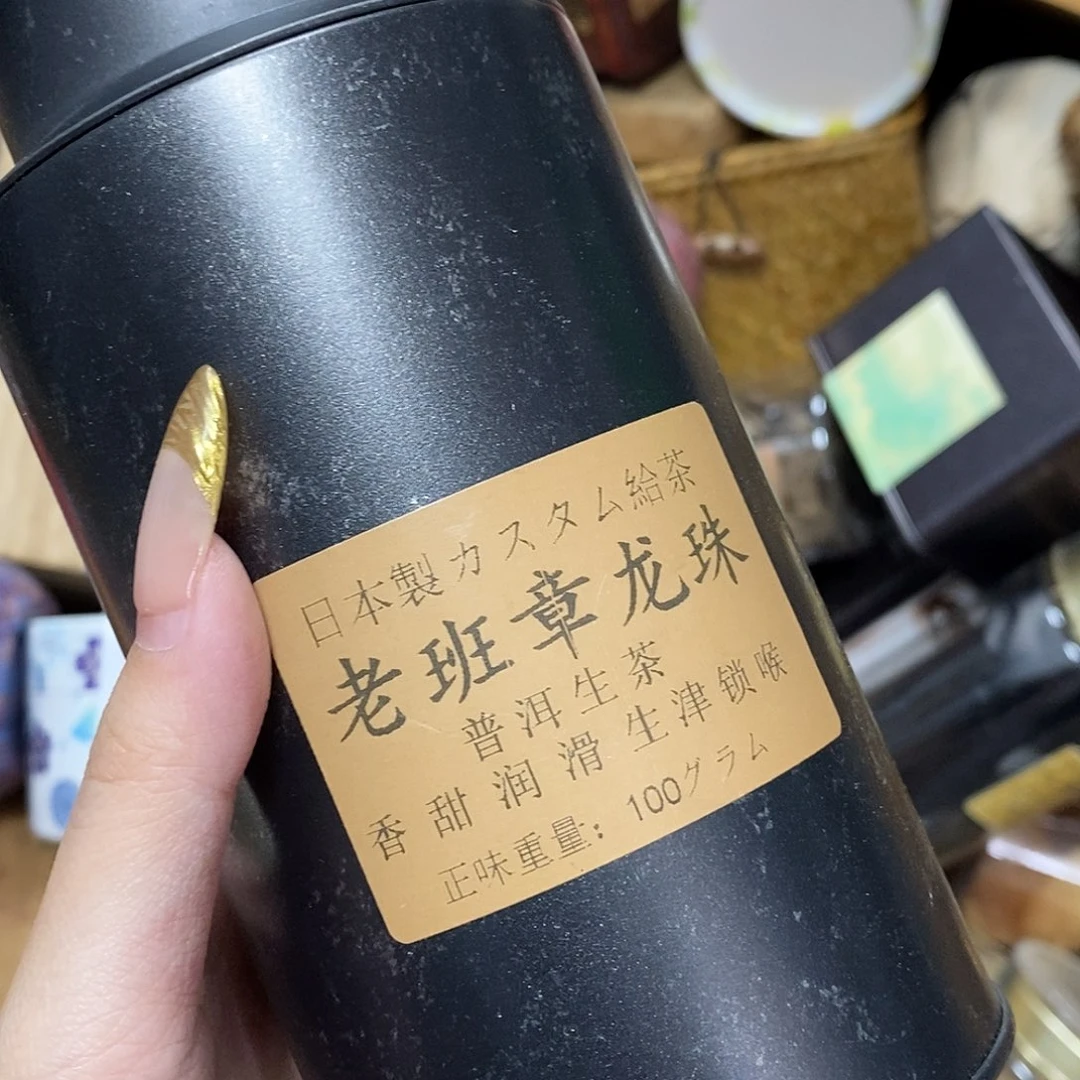 日本製カスタム給茶
老班章龙珠
普洱生茶
香甜润滑 生津锁喉
正味重量：100グラム